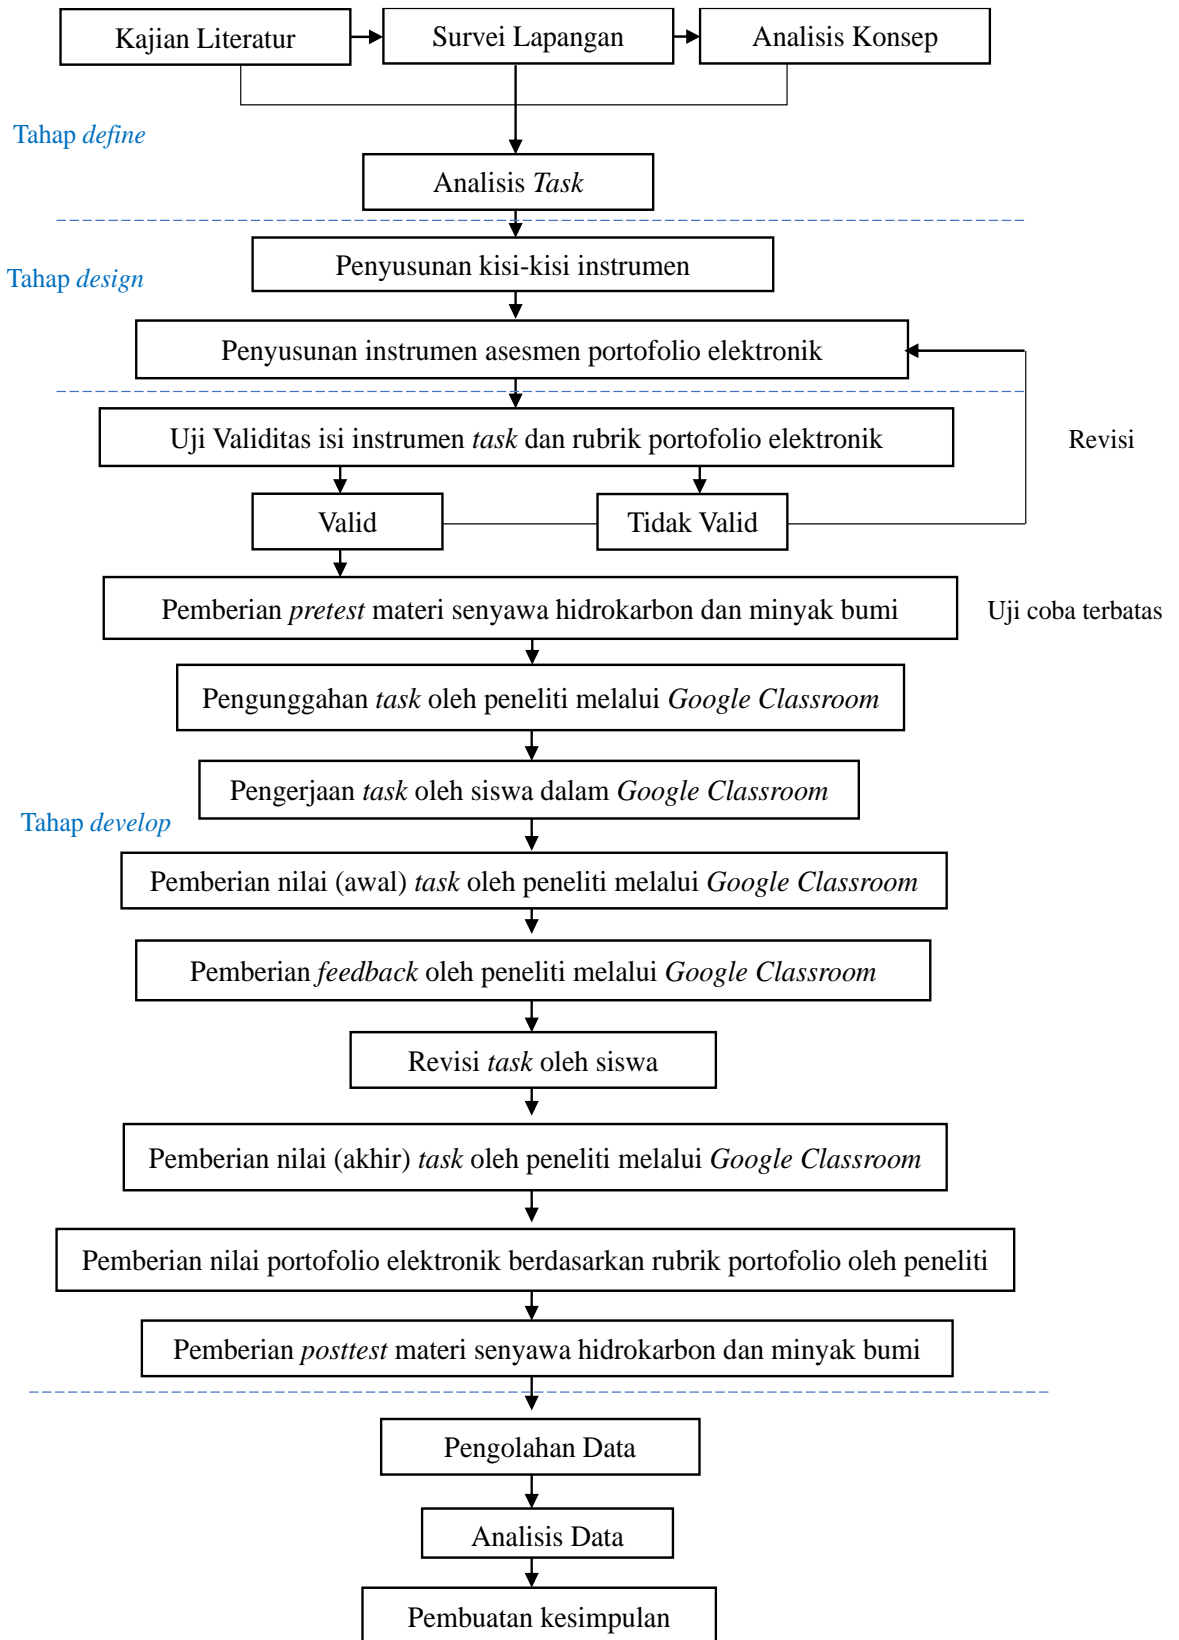 Kajian Literatur
Survei Lapangan
Analisis Konsep
Tahap define
Analisis Task
Penyusunan kisi-kisi instrumen
Tahap design
Penyusunan instrumen asesmen portofolio elektronik
Uji Validitas isi instrumen task dan rubrik portofolio elektronik
Revisi
Valid
Tidak Valid
Pemberian pretest materi senyawa hidrokarbon dan minyak bumi
Uji coba terbatas
Pengunggahan task oleh peneliti melalui Google Classroom
Pengerjaan task oleh siswa dalam Google Classroom
Tahap develop
Pemberian nilai (awal) task oleh peneliti melalui Google Classroom
Pemberian feedback oleh peneliti melalui Google Classroom
Revisi task oleh siswa
Pemberian nilai (akhir) task oleh peneliti melalui Google Classroom
Pemberian nilai portofolio elektronik berdasarkan rubrik portofolio oleh peneliti
Pemberian posttest materi senyawa hidrokarbon dan minyak bumi
Pengolahan Data
Analisis Data
Pembuatan kesimpulan